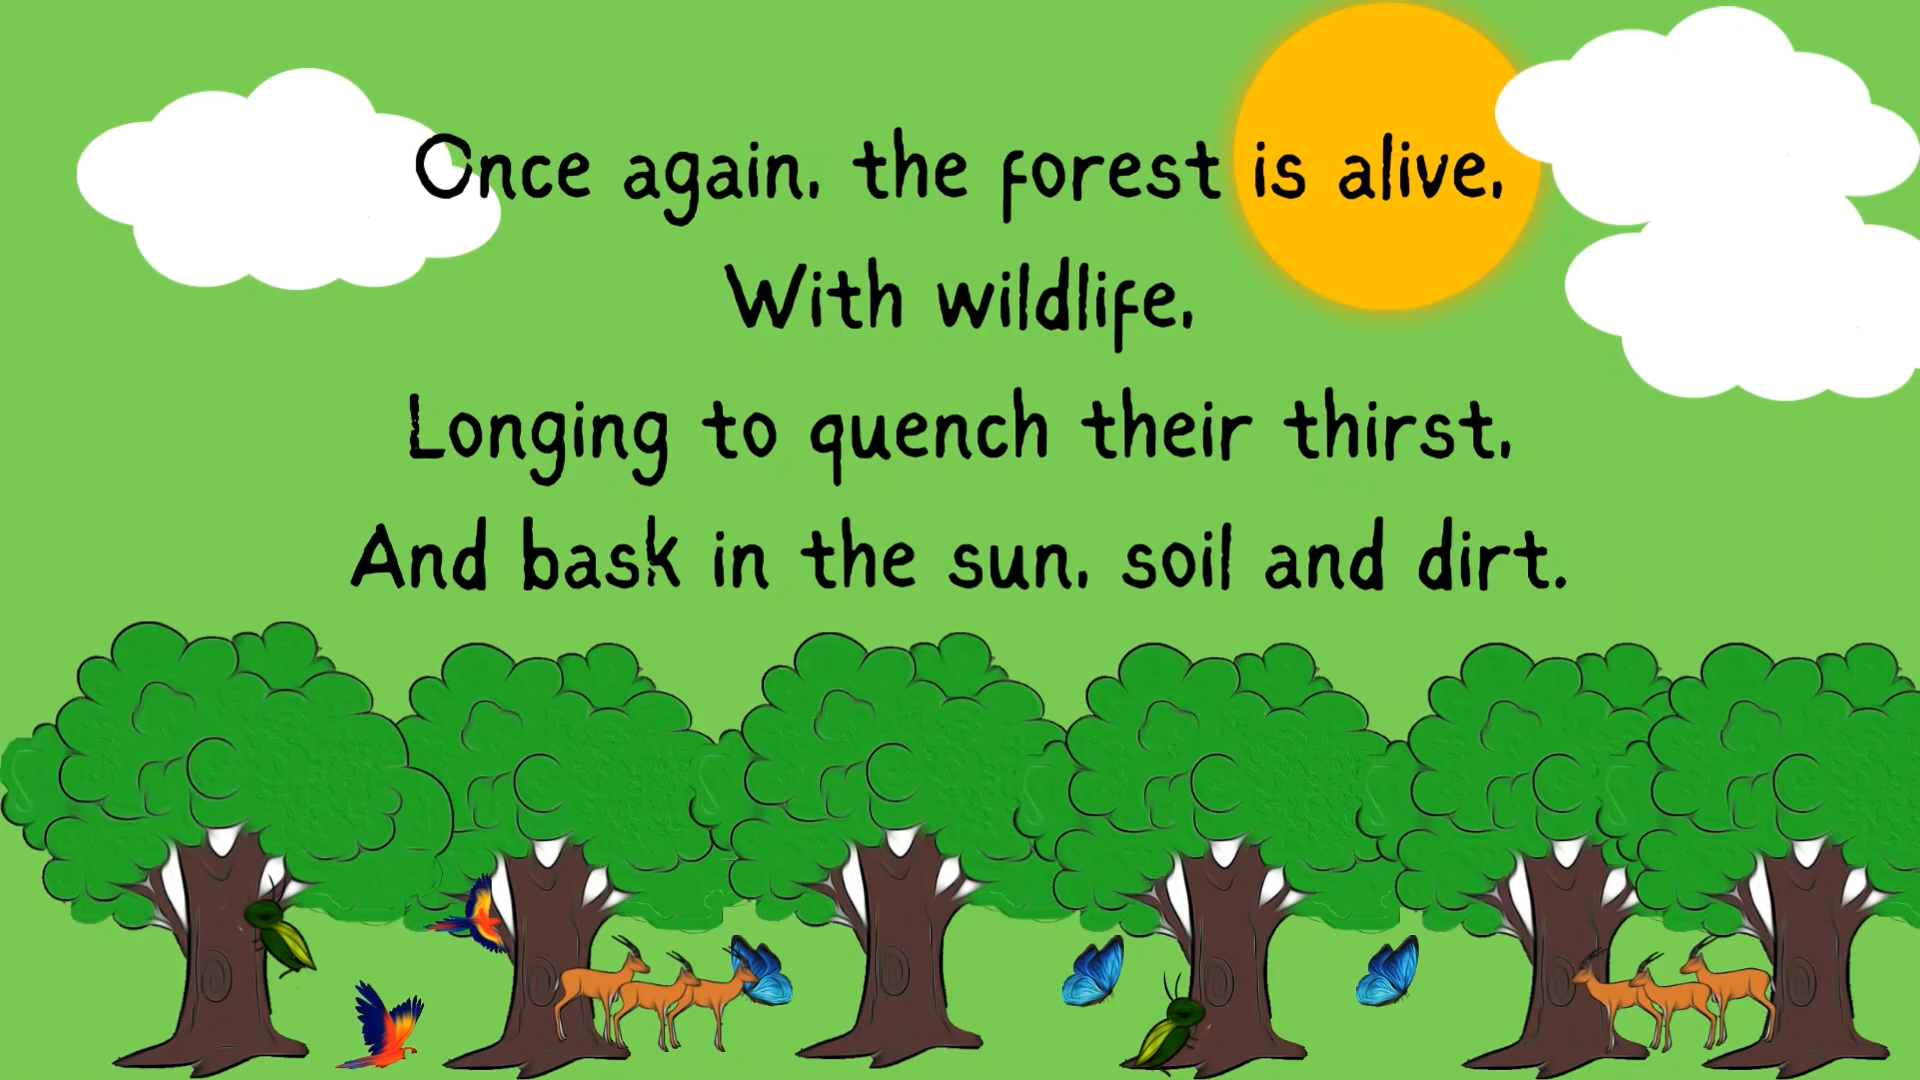 Once again, the forest is alive,
With wildlife,
Longing to quench their thirst,
And bask in the sun, soil and dirt.